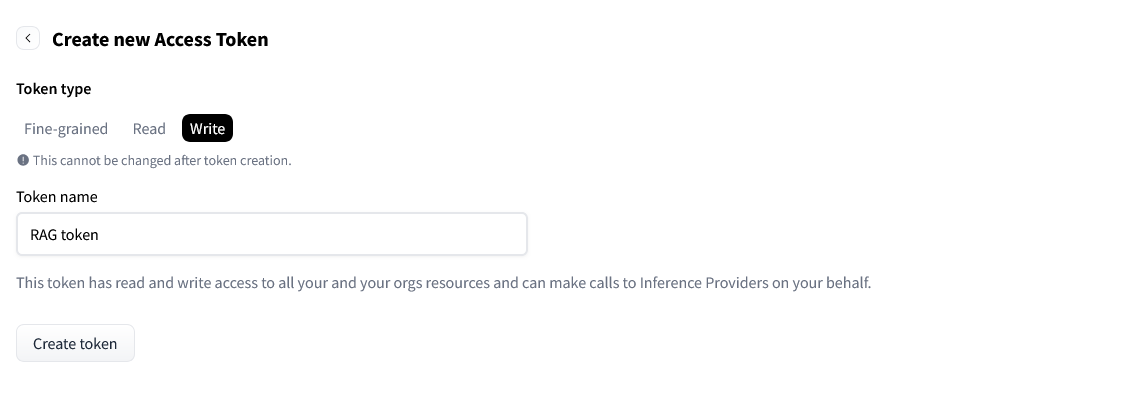 Create new Access Token
Token type
Fine-grained Read Write
This cannot be changed after token creation.
Token name
RAG token
This token has read and write access to all your and your orgs resources and can make calls to Inference Providers on your behalf.
Create token